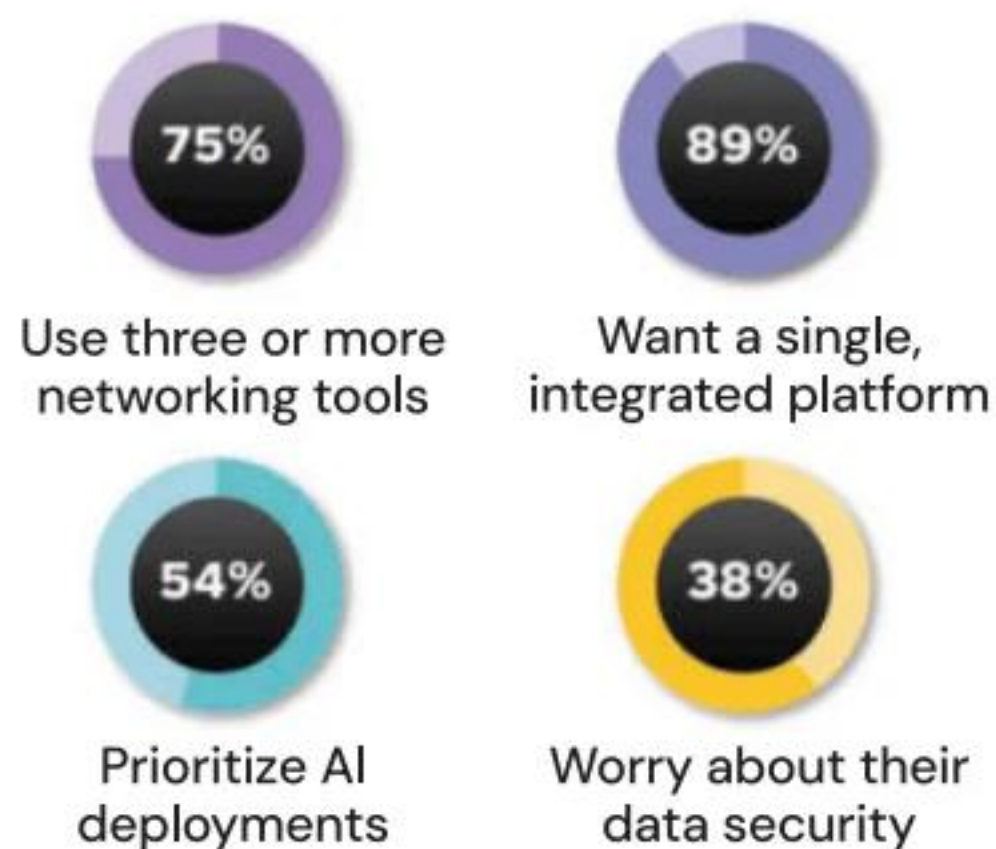 75%
Use three or more
networking tools
89%
Want a single,
integrated platform
54%
Prioritize AI
deployments
38%
Worry about their
data security